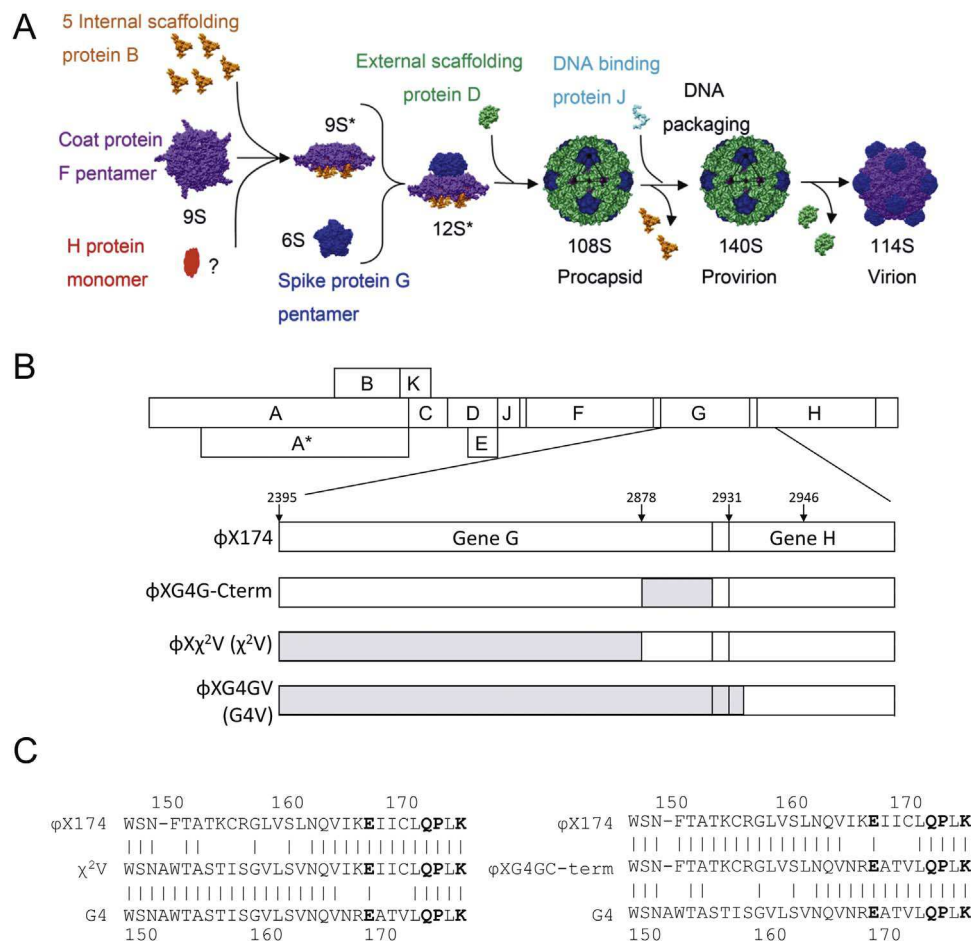 A
5 Internal scaffolding
protein B
Coat protein
F pentamer
9S
H protein
monomer
?
9S*
6S
Spike protein G
pentamer
12S*
External scaffolding
protein D
DNA binding
protein J
DNA
packaging
108S
Procapsid
140S
Provirion
114S
Virion
B
B K
A C D J F G H
A* E
2395 2878 2931 2946
ϕX174 Gene G Gene H
ϕXG4G-Cterm
ϕXχ²V (χ²V)
ϕXG4GV
(G4V)
C
150 160 170
φX174 WSN-FTATKCRGLVSLNQVIKEIICLQPLK
χ²V WSNAWTASTISGVLSVNQVIKEIICLQPLK
G4 WSNAWTASTISGVLSVNQVNREATVLQPLK
150 160 170
150 160 170
φX174 WSN-FTATKCRGLVSLNQVIKEIICLQPLK
φXG4GC-term WSN-FTATKCRGLVSLNQVNREATVLQPLK
G4 WSNAWTASTISGVLSVNQVNREATVLQPLK
150 160 170